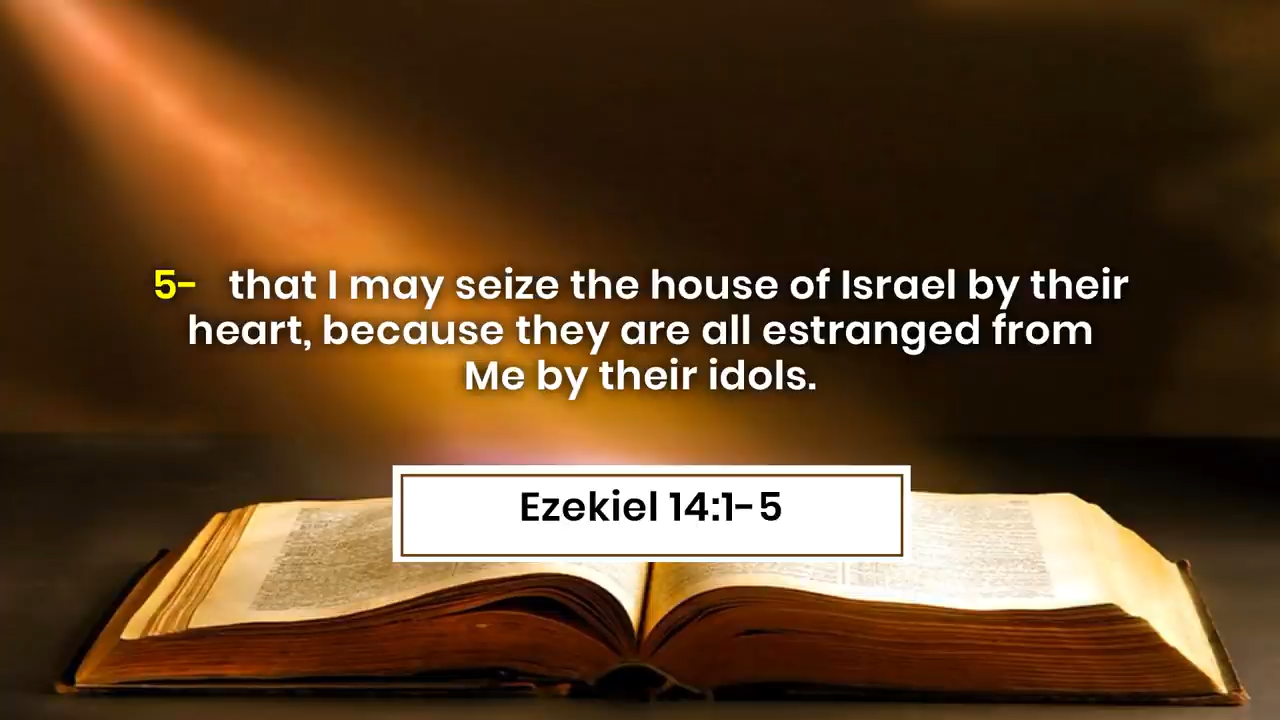 5- that I may seize the house of Israel by their
heart, because they are all estranged from
Me by their idols.
Ezekiel 14:1-5